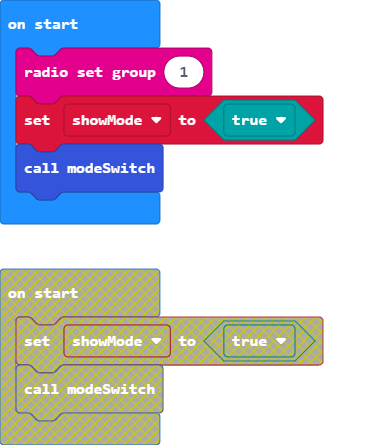 on start
radio set group 1
set showMode to true
call modeSwitch
on start
set showMode to true
call modeSwitch